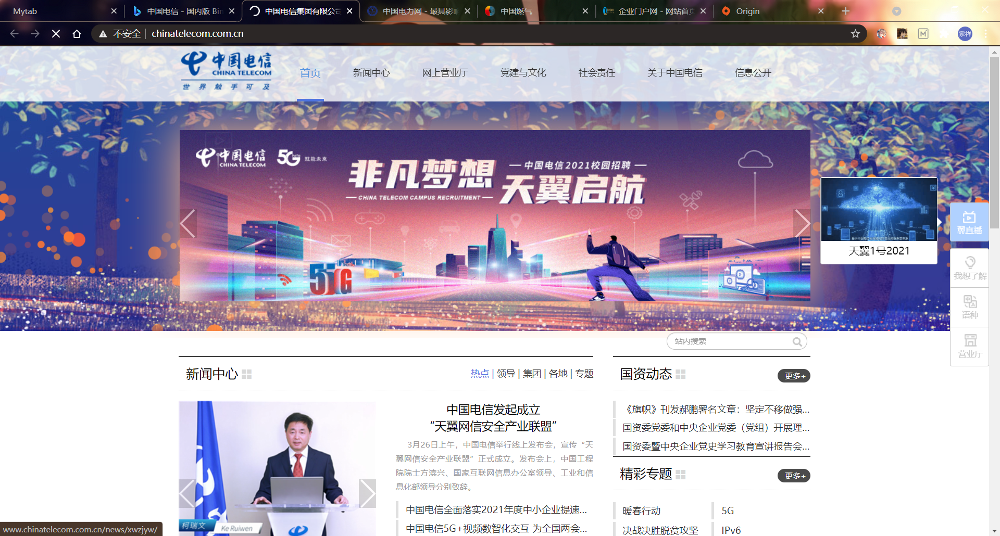 Mytab
中国电信 - 国内版 Bin
中国电信集团有限公司
中国电力网 - 最具影响
中国燃气
企业门户网 - 网站首页
Origin
不安全
chinatelecom.com.cn
家祥
中国电信
CHINA TELECOM
世界触手可及
首页
新闻中心
网上营业厅
党建与文化
社会责任
关于中国电信
信息公开
中国电信
CHINA TELECOM
5G hello 赋能未来
非凡梦想
CHINA TELECOM CAMPUS RECRUITMENT
中国电信2021校园招聘
天翼启航
5G
天翼1号2021
翼直播
我想了解
语种
营业厅
站内搜索
新闻中心
热点 | 领导 | 集团 | 各地 | 专题
中国电信发起成立
“天翼网信安全产业联盟”
3月26日上午，中国电信举行线上发布会，宣传“天
翼网信安全产业联盟”正式成立。发布会上，中国工程
院院士方滨兴、国家互联网信息办公室领导、工业和信
息化部领导分别致辞。
中国电信全面落实2021年度中小企业提速...
中国电信5G+视频数智化交互 为全国两会...
柯瑞文
Ke Ruiwen
国资动态
更多+
《旗帜》刊发郝鹏署名文章：坚定不移做强...
国资委党委和中央企业党委（党组）开展理...
国资委暨中央企业党史学习教育宣讲报告会...
精彩专题
更多+
暖春行动
5G
决战决胜脱贫攻坚
IPv6
www.chinatelecom.com.cn/news/xwzjyw/